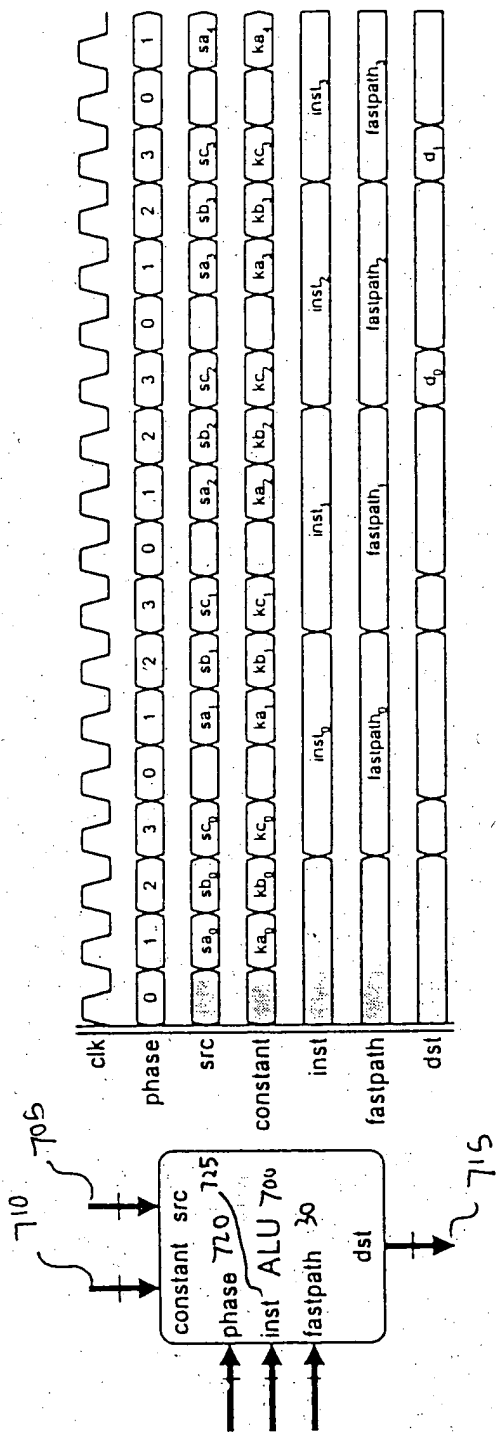 710
705
constant src
phase 720 725
inst ALU 700
fastpath 30
dst
715
clk
phase 0 1 2 3 0 1 2 3 0 1 2 3 0 1 2 3 0 1
src sa₀ sb₀ sc₀ sa₁ sb₁ sc₁ sa₂ sb₂ sc₂ sa₃ sb₃ sc₃ sa₄
constant ka₀ kb₀ kc₀ ka₁ kb₁ kc₁ ka₂ kb₂ kc₂ ka₃ kb₃ kc₃ ka₄
inst inst₀ inst₁ inst₂ inst₃
fastpath fastpath₀ fastpath₁ fastpath₂ fastpath₃
dst d₀ d₁